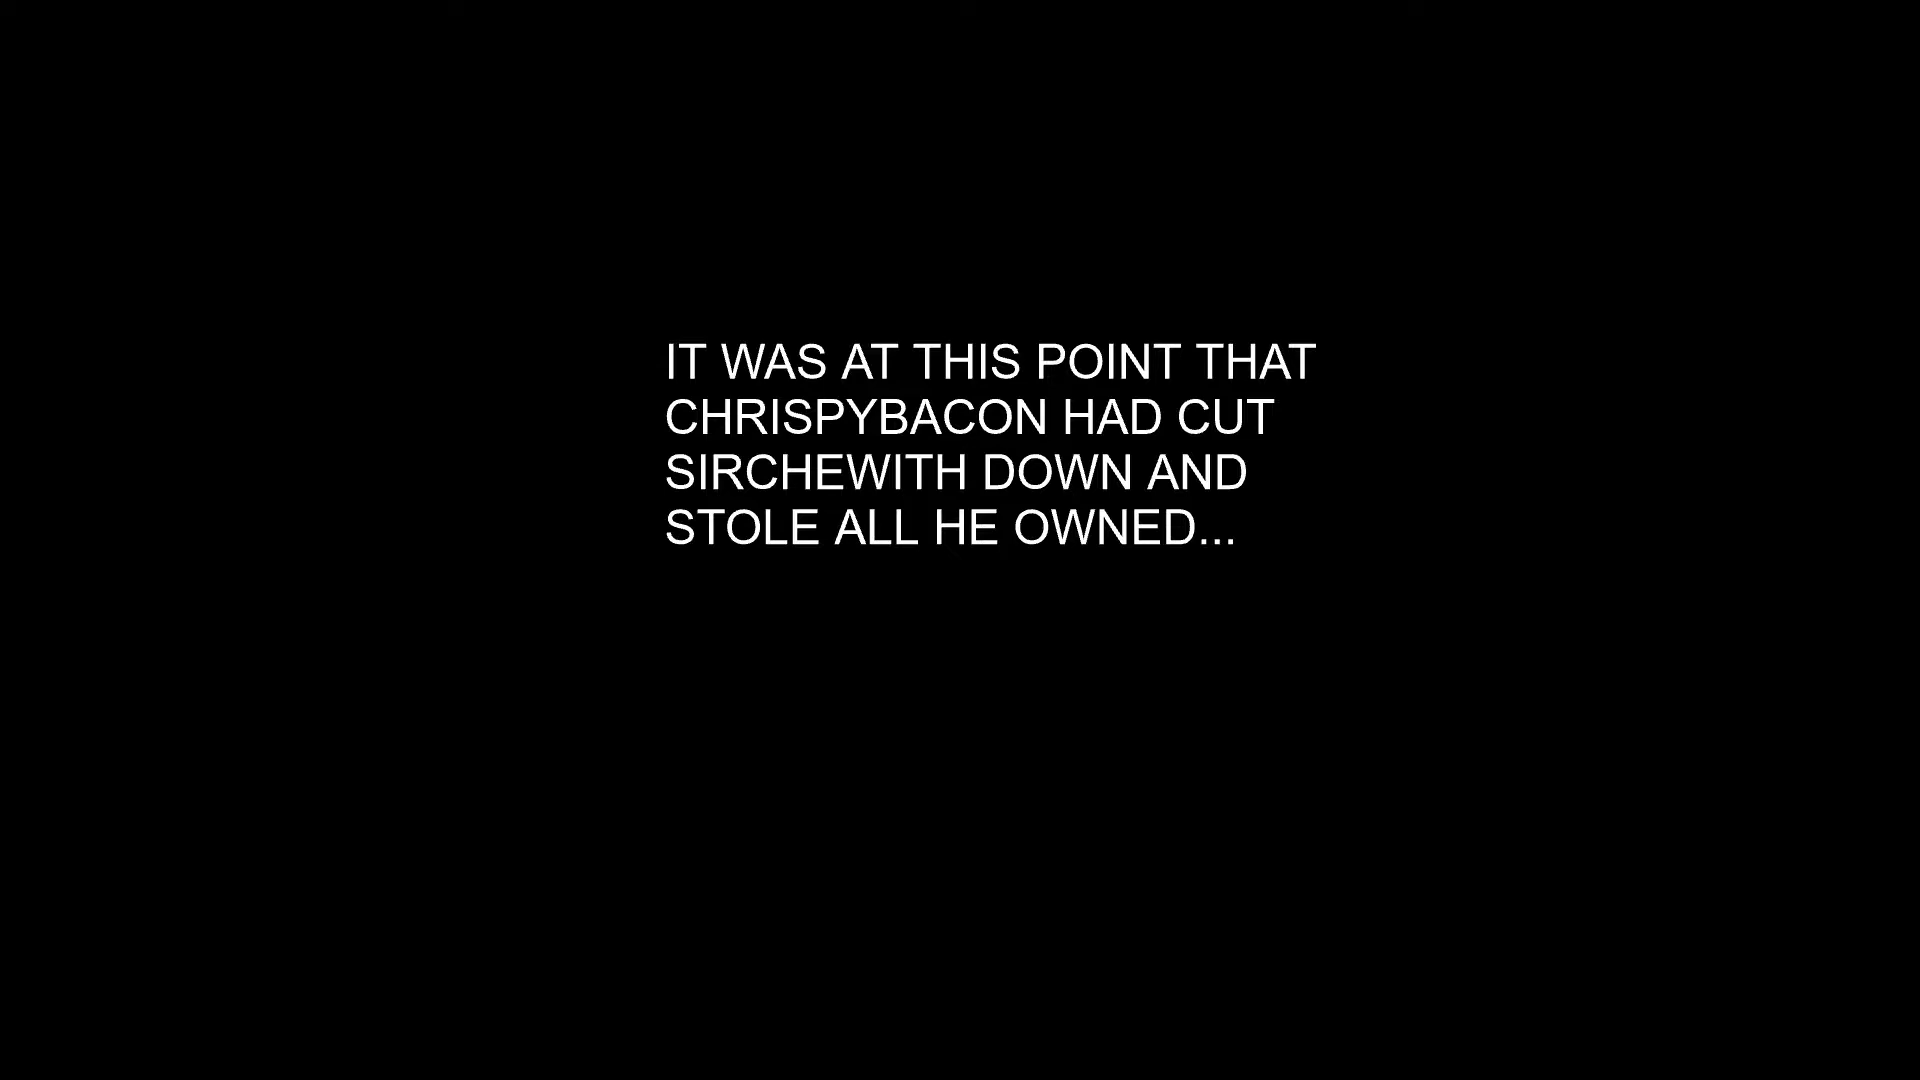 IT WAS AT THIS POINT THAT
CHRISPYBACON HAD CUT
SIRCHEWITH DOWN AND
STOLE ALL HE OWNED...